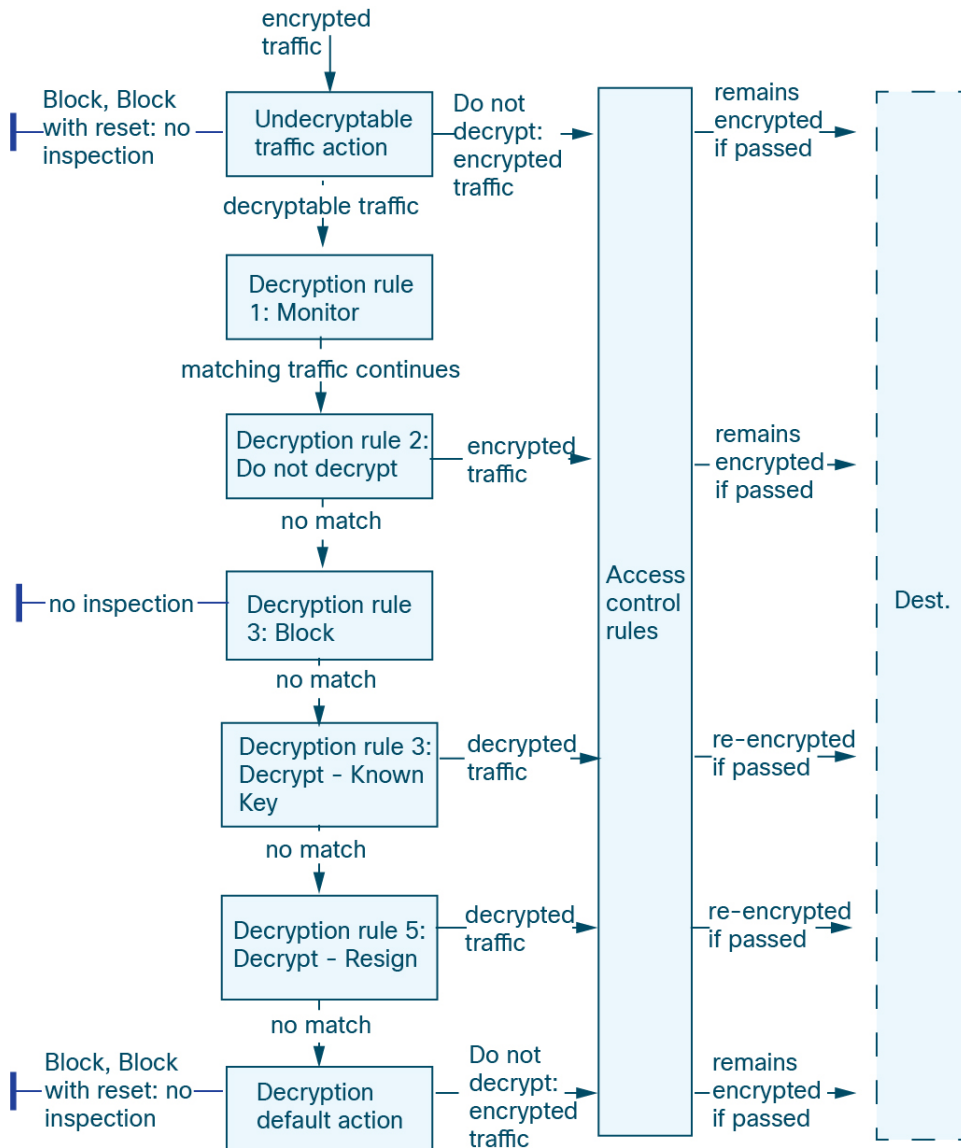 encrypted
traffic
Block, Block
with reset: no
inspection
Undecryptable
traffic action
Do not
decrypt:
encrypted
traffic
remains
encrypted
if passed
decryptable traffic
Decryption rule
1: Monitor
matching traffic continues
Decryption rule 2:
Do not decrypt
encrypted
traffic
remains
encrypted
if passed
no match
no inspection
Decryption rule
3: Block
Access
control
rules
Dest.
no match
Decryption rule 3:
Decrypt - Known
Key
decrypted
traffic
re-encrypted
if passed
no match
Decryption rule 5:
Decrypt - Resign
decrypted
traffic
re-encrypted
if passed
no match
Block, Block
with reset: no
inspection
Decryption
default action
Do not
decrypt:
encrypted
traffic
remains
encrypted
if passed